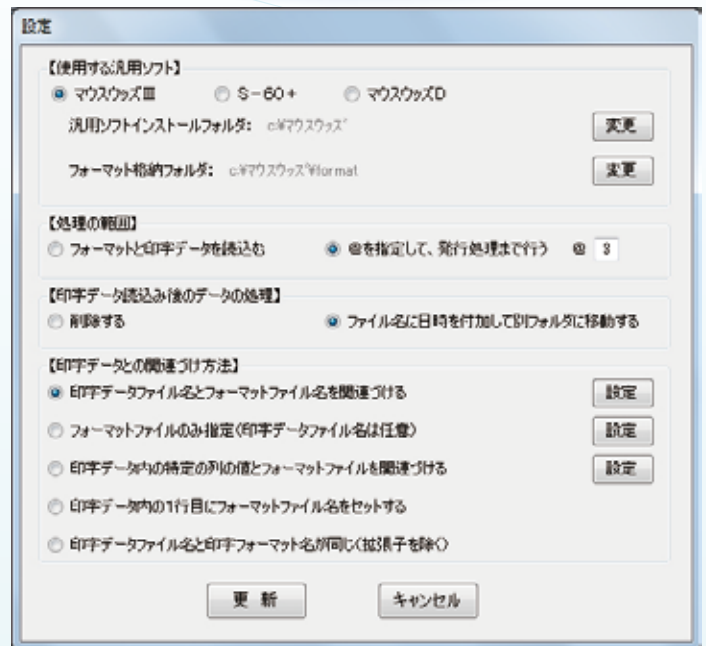 設定
【使用する汎用ソト】
マウスウッズⅢ S-60+ マウスウッズD
汎用ソフトインストールフォルダ: c:¥マウスウッズ 変更
フォーマット格納フォルダ: c:¥マウスウッズ¥format 変更
【処理の範囲】
フォーマットと印字データを読込む @を指定して、発行処理まで行う @ 3
【印字データ読込み後のデータの処理】
削除する ファイル名に日時を付加して別フォルダに移動する
【印字データとの関連づけ方法】
印字データファイル名とフォーマットファイル名を関連づける 設定
フォーマットファイルのみ指定(印字データファイル名は任意) 設定
印字データ内の特定の列の値とフォーマットファイルを関連づける 設定
印字データ内の1行目にフォーマットファイル名をセットする
印字データファイル名と印字フォーマット名が同じ(拡張子を除く)
更 新 キャンセル